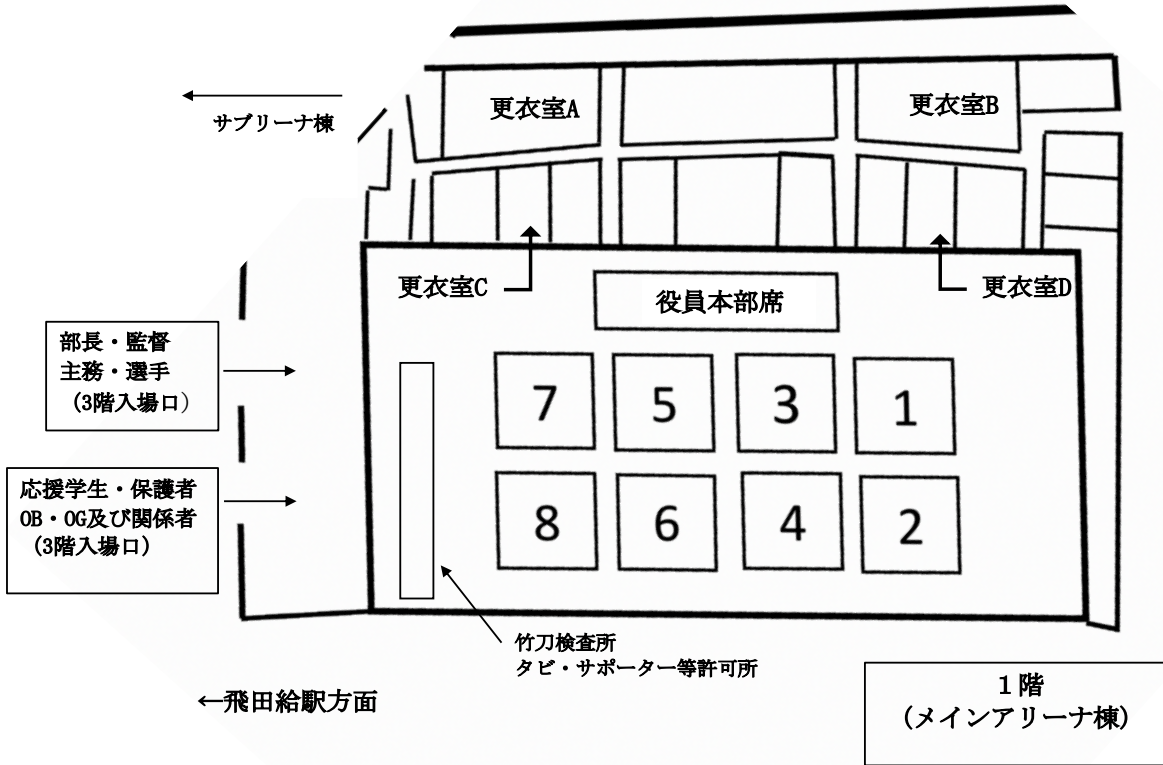 更衣室A
更衣室B
サブリーナ棟
更衣室C
更衣室D
役員本部席
部長・監督
主務・選手
(3階入場口)
7
5
3
1
応援学生・保護者
OB・OG及び関係者
(3階入場口)
8
6
4
2
竹刀検査所
タビ・サポーター等許可所
←飛田給駅方面
1階
(メインアリーナ棟)